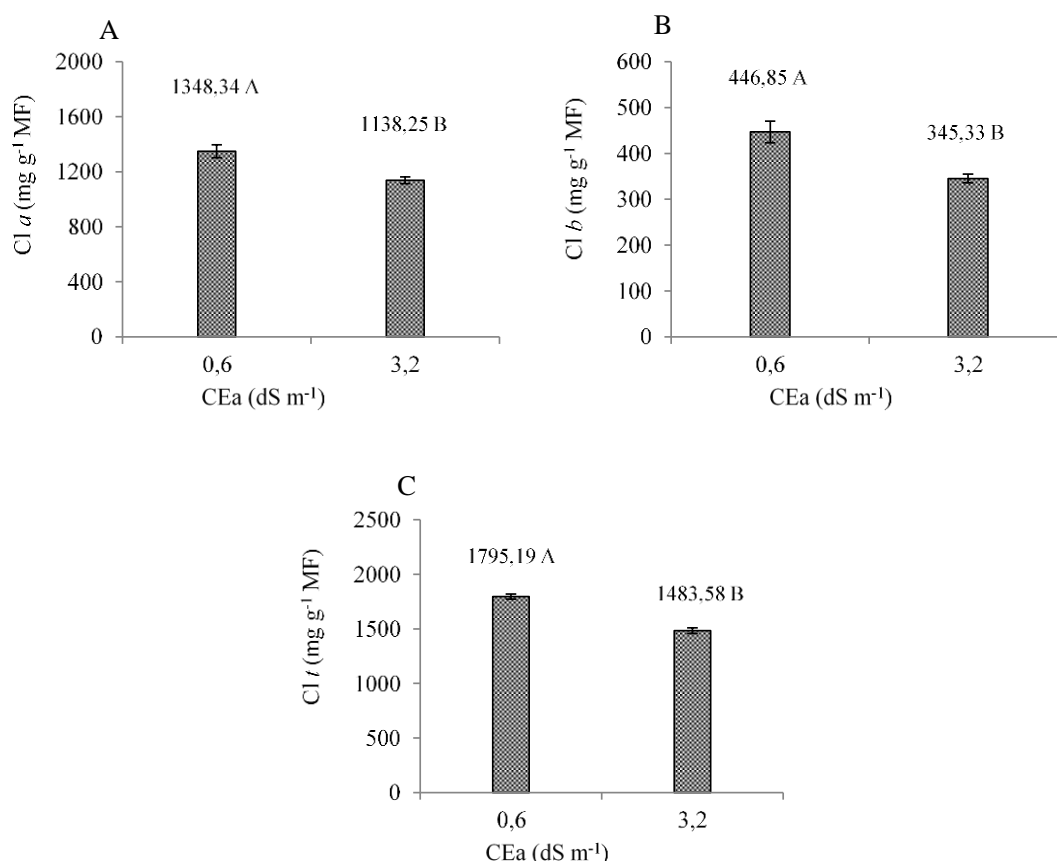 A
2000
1600
1200
800
400
0
1348,34 A
1138,25 B
Cl a (mg g⁻¹ MF)
0,6
3,2
CEa (dS m⁻¹)
B
600
500
400
300
200
100
0
446,85 A
345,33 B
Cl b (mg g⁻¹ MF)
0,6
3,2
CEa (dS m⁻¹)
C
2500
2000
1500
1000
500
0
1795,19 A
1483,58 B
Cl t (mg g⁻¹ MF)
0,6
3,2
CEa (dS m⁻¹)